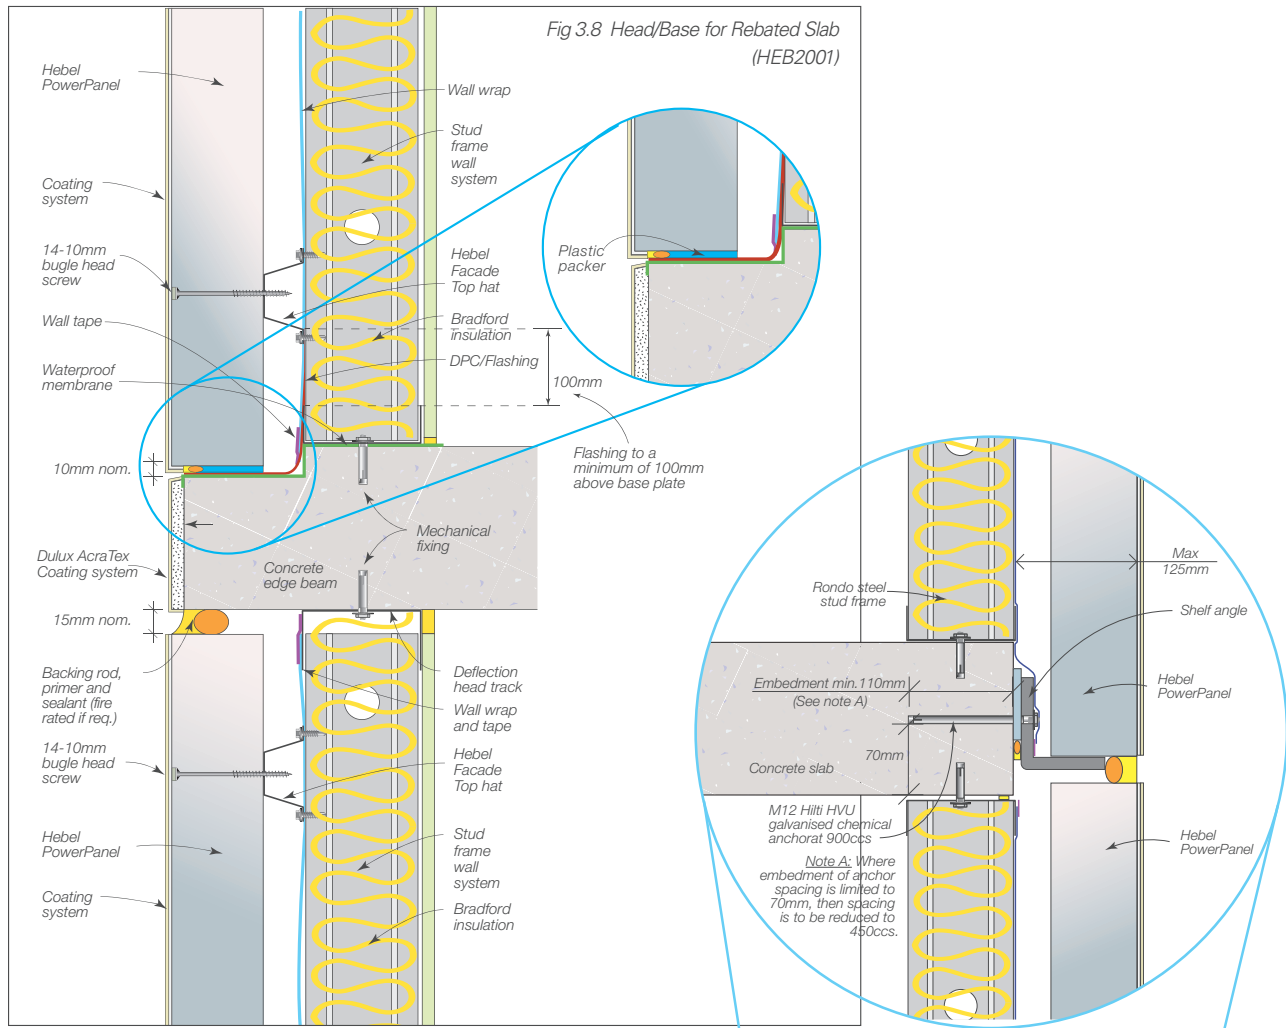 Fig 3.8 Head/Base for Rebated Slab
(HEB2001)
Hebel
PowerPanel
Coating
system
14-10mm
bugle head
screw
Wall tape
Waterproof
membrane
10mm nom.
Dulux AcraTex
Coating system
15mm nom.
Backing rod,
primer and
sealant (fire
rated if req.)
14-10mm
bugle head
screw
Hebel
PowerPanel
Coating
system
Wall wrap
Stud
frame
wall
system
Hebel
Facade
Top hat
Bradford
insulation
DPC/Flashing
100mm
Flashing to a
minimum of 100mm
above base plate
Plastic
packer
Mechanical
fixing
Concrete
edge beam
Deflection
head track
Wall wrap
and tape
Hebel
Facade
Top hat
Stud
frame
wall
system
Bradford
insulation
Max
125mm
Rondo steel
stud frame
Shelf angle
Embedment min.110mm
(See note A)
Hebel
PowerPanel
70mm
Concrete slab
M12 Hilti HVU
galvanised chemical
anchorat 900ccs
Note A: Where
embedment of anchor
spacing is limited to
70mm, then spacing
is to be reduced to
450ccs.
Hebel
PowerPanel